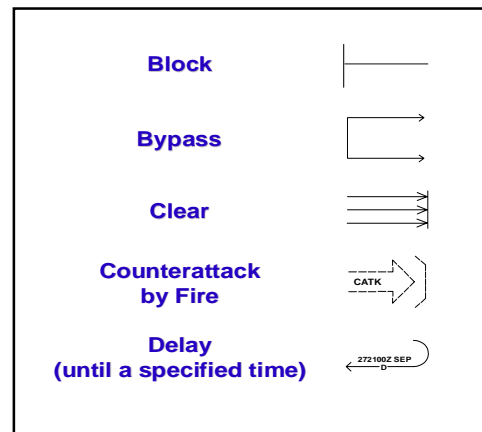 Block
Bypass
Clear
Counterattack
by Fire
CATK
Delay
(until a specified time)
272100Z SEP
D